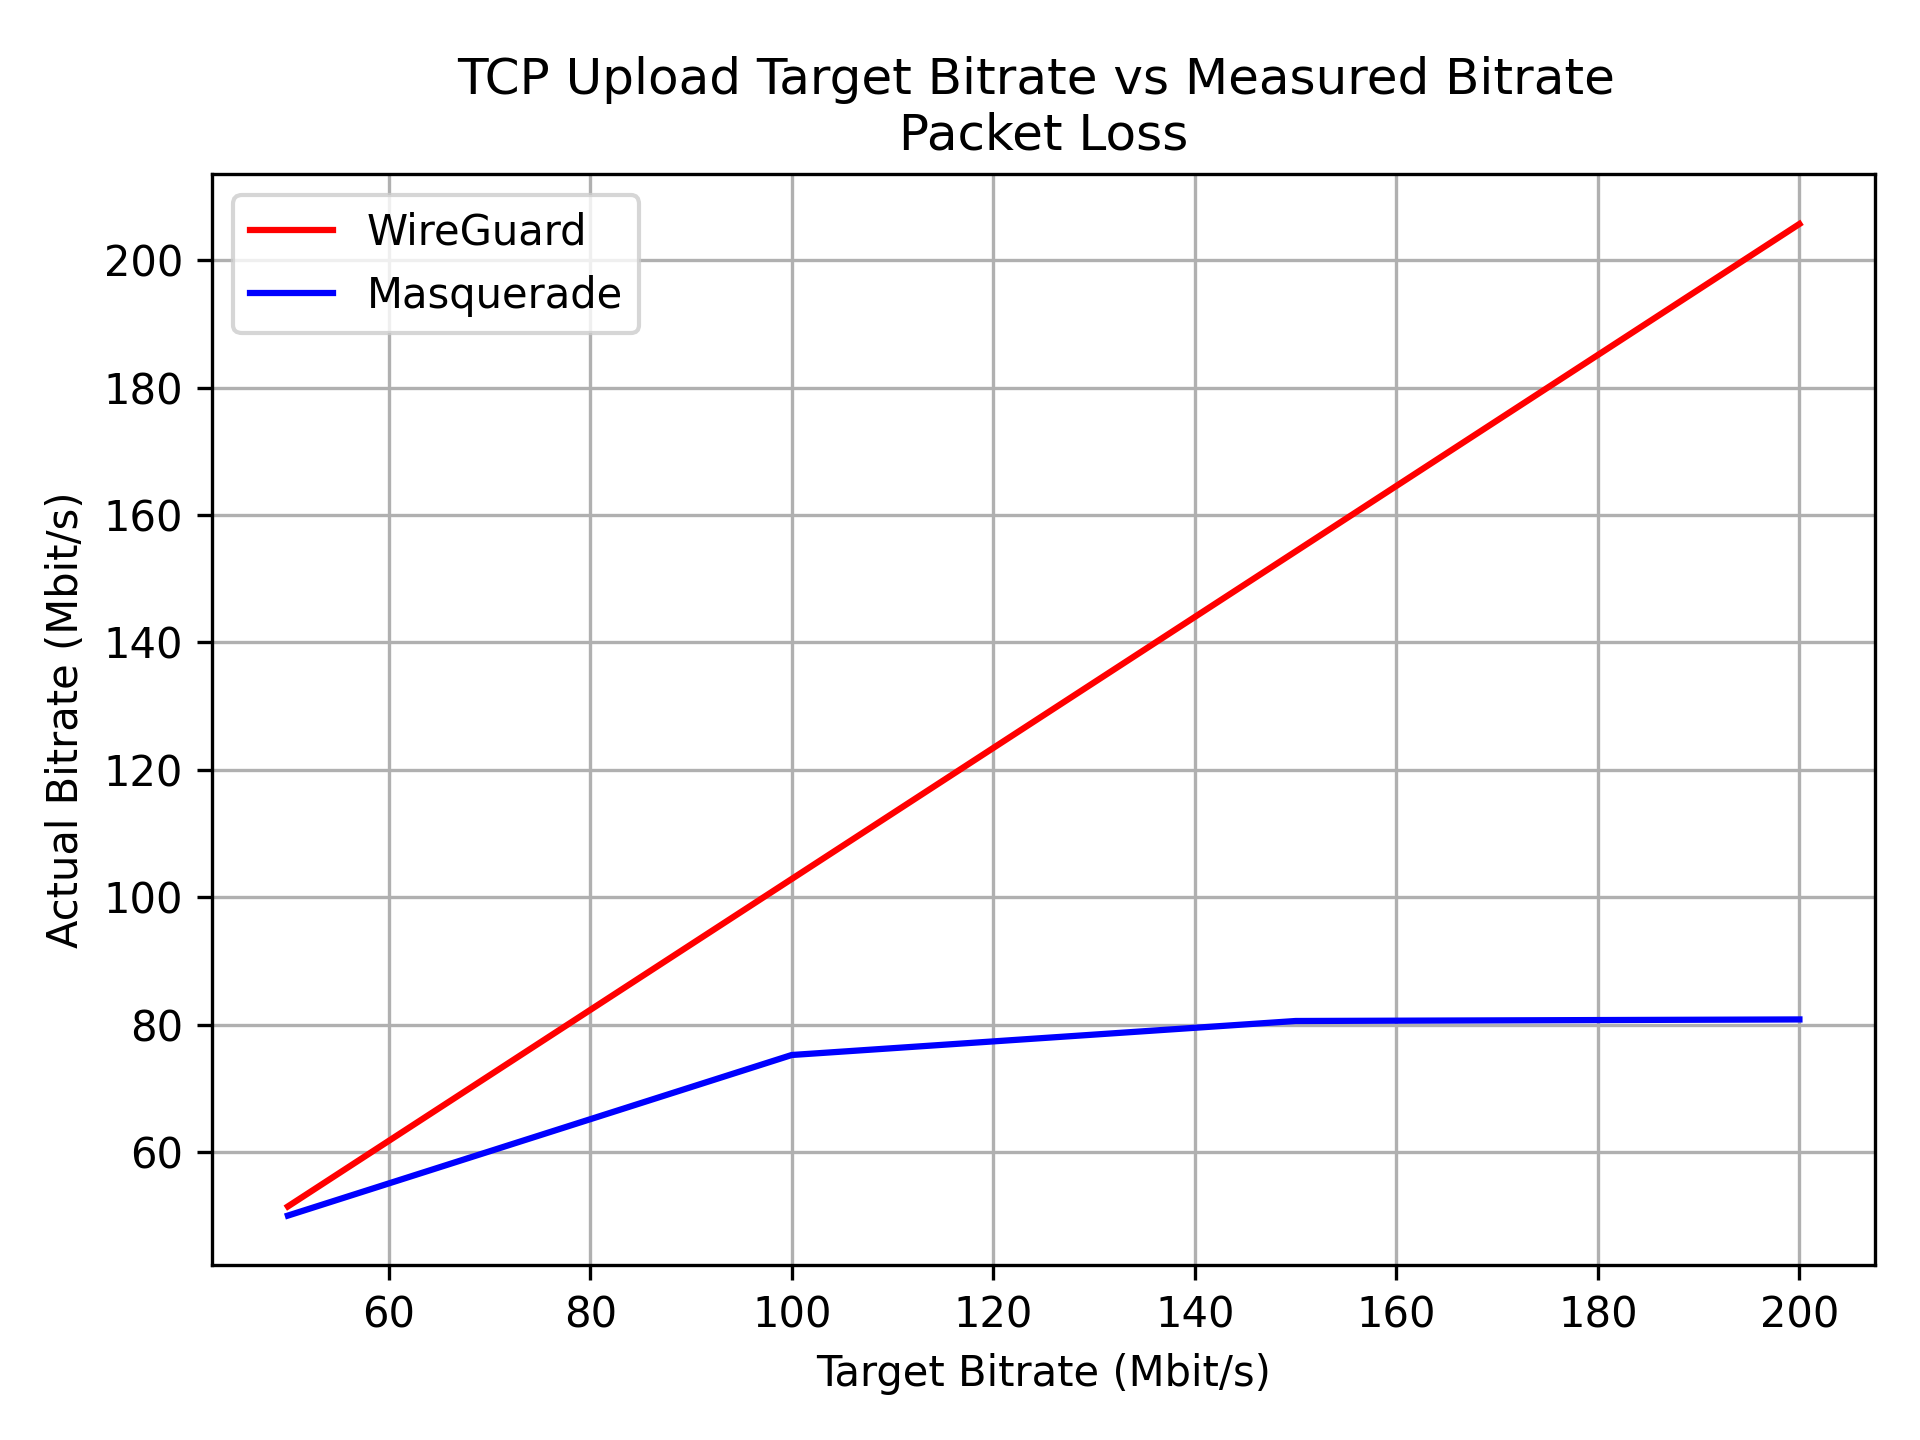 TCP Upload Target Bitrate vs Measured Bitrate
Packet Loss
WireGuard
Masquerade
Actual Bitrate (Mbit/s)
200
180
160
140
120
100
80
60
60 80 100 120 140 160 180 200
Target Bitrate (Mbit/s)